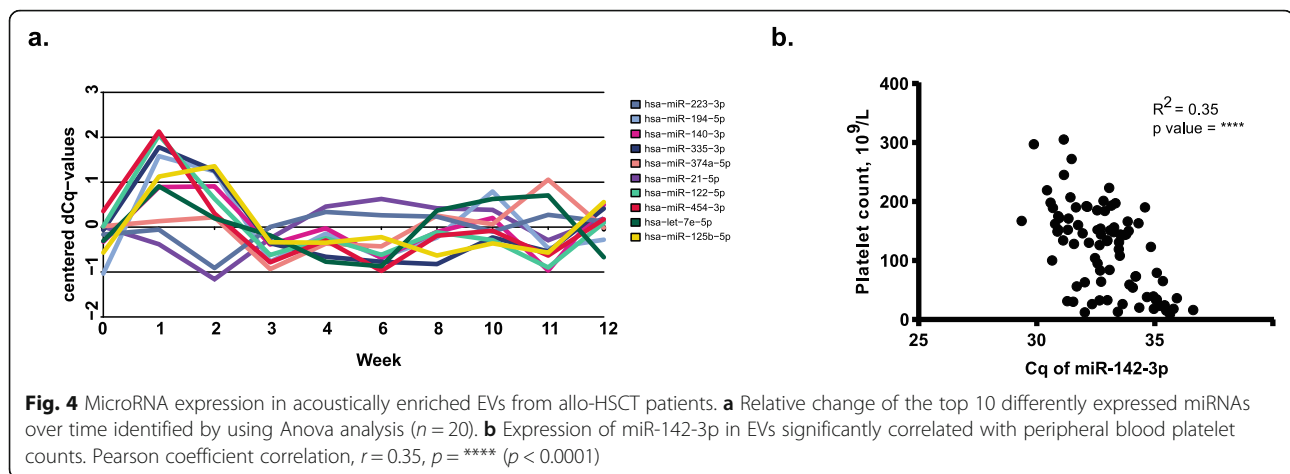 a.
3
2
1
0
−1
−2
centered dCq−values
0 1 2 3 4 6 8 10 11 12
Week
hsa−miR−223−3p
hsa−miR−194−5p
hsa−miR−140−3p
hsa−miR−335−3p
hsa−miR−374a−5p
hsa−miR−21−5p
hsa−miR−122−5p
hsa−miR−454−3p
hsa−let−7e−5p
hsa−miR−125b−5p
b.
R2 = 0.35
p value = ****
400
300
200
100
0
Platelet count, 10^9/L
25 30 35
Cq of miR-142-3p
Fig. 4 MicroRNA expression in acoustically enriched EVs from allo-HSCT patients. a Relative change of the top 10 differently expressed miRNAs
over time identified by using Anova analysis (n = 20). b Expression of miR-142-3p in EVs significantly correlated with peripheral blood platelet
counts. Pearson coefficient correlation, r = 0.35, p = **** (p < 0.0001)